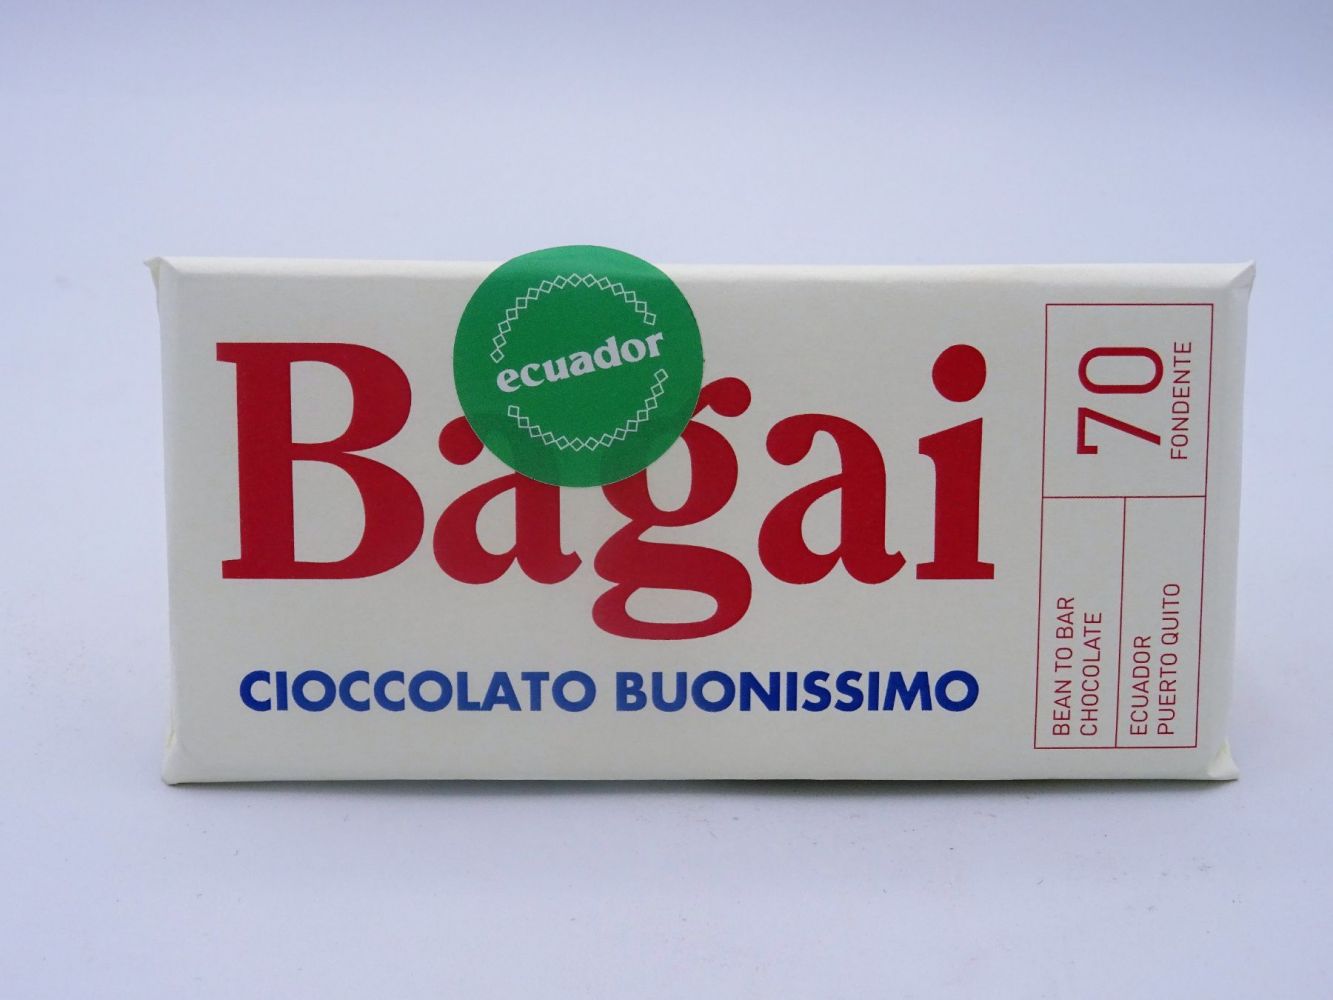 ecuador
Bagai
CIOCCOLATO BUONISSIMO
70
FONDENTE
BEAN TO BAR
CHOCOLATE
ECUADOR
PUERTO QUITO